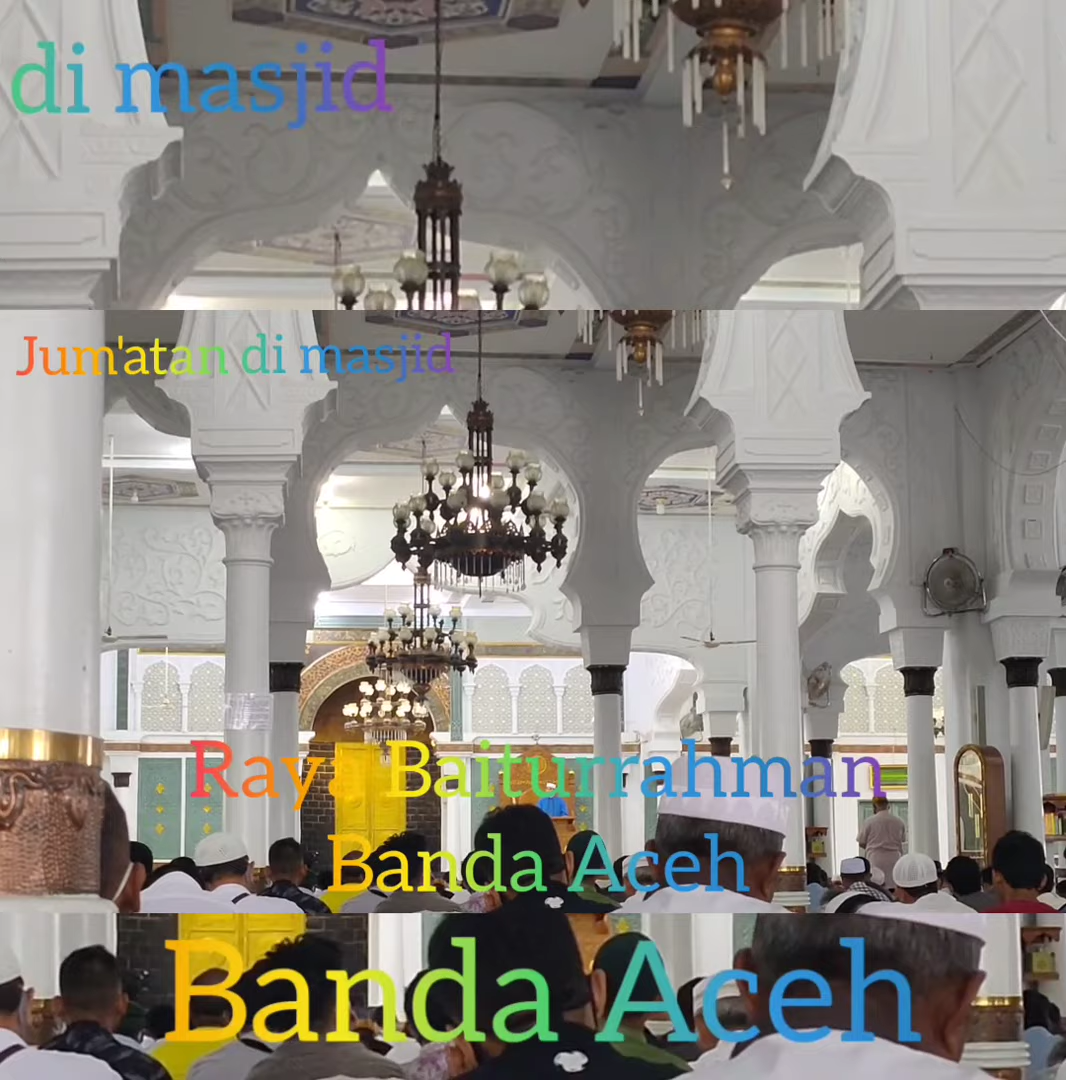 di masjid
Jum'atan di masjid
Raya Baiturrahman
Banda Aceh
Banda Aceh